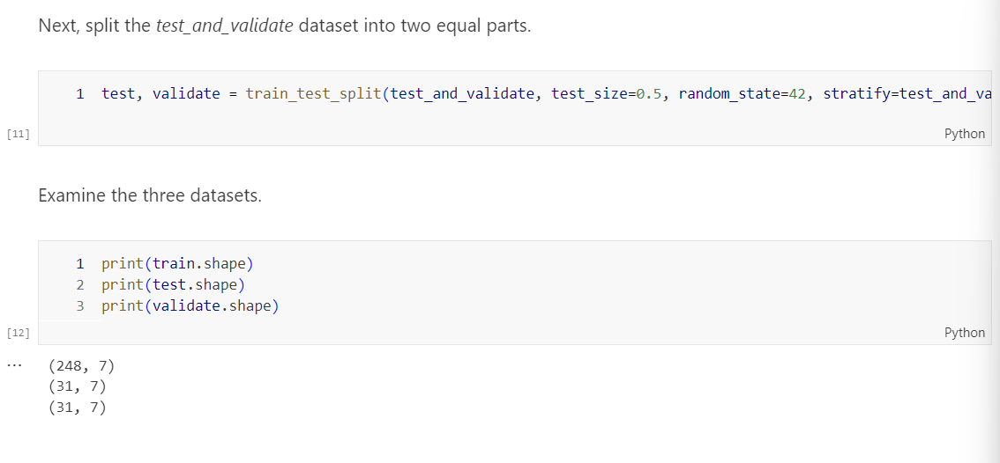 Next, split the test_and_validate dataset into two equal parts.
1 test, validate = train_test_split(test_and_validate, test_size=0.5, random_state=42, stratify=test_and_va
[11]
Python
Examine the three datasets.
1 print(train.shape)
2 print(test.shape)
3 print(validate.shape)
[12]
Python
... (248, 7)
(31, 7)
(31, 7)